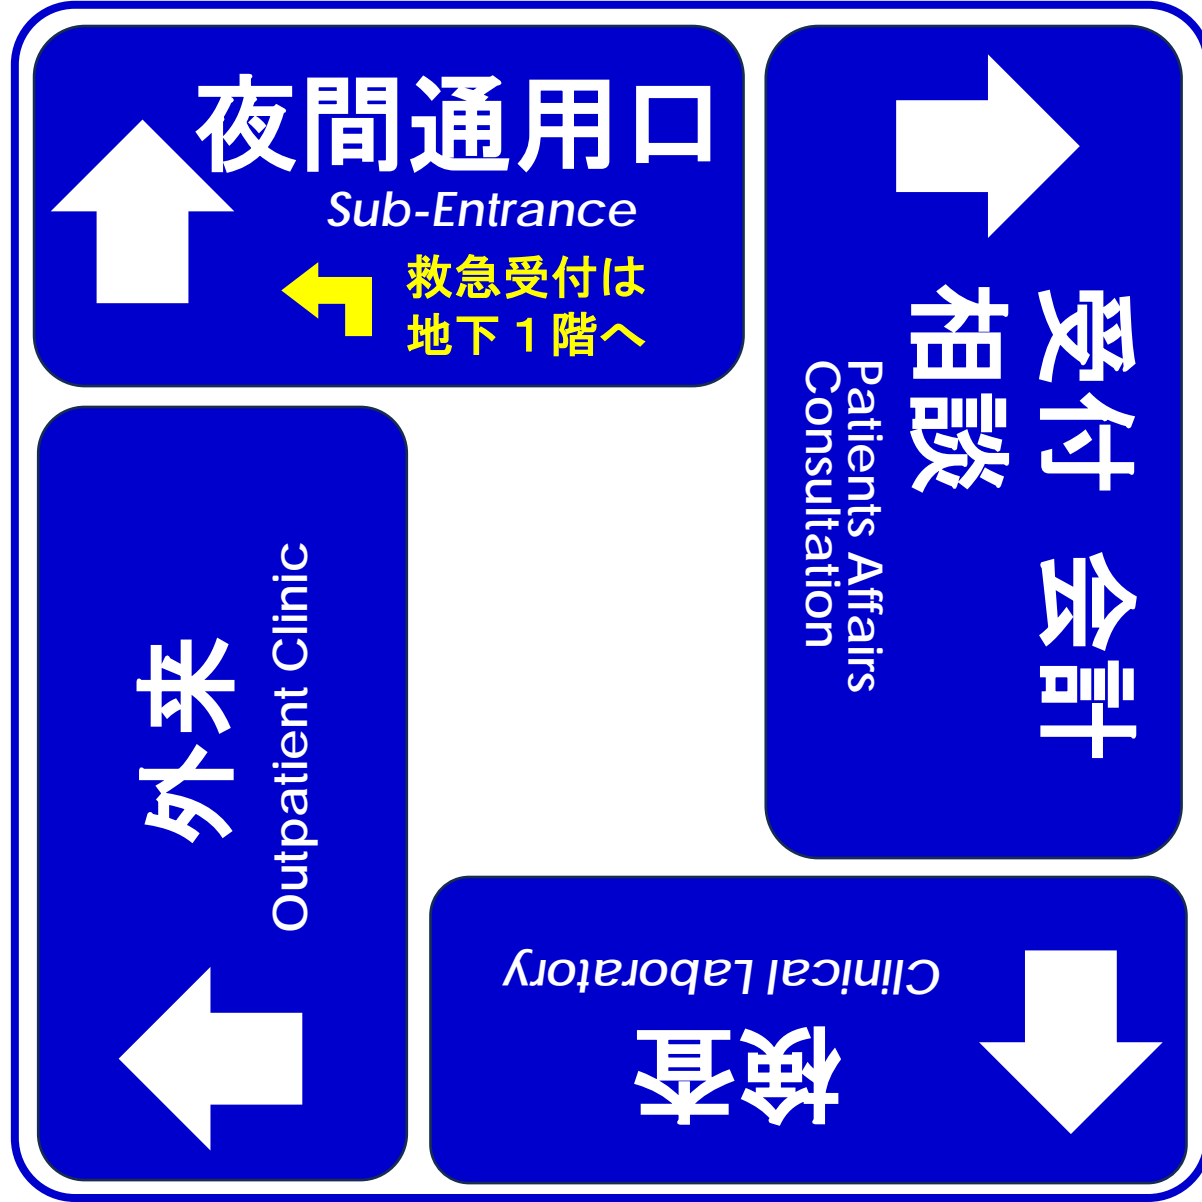 夜間通用口
Sub-Entrance
救急受付は
地下１階へ
受付 会計
相談
Patients Affairs
Consultation
検査
Clinical Laboratory
外来
Outpatient Clinic